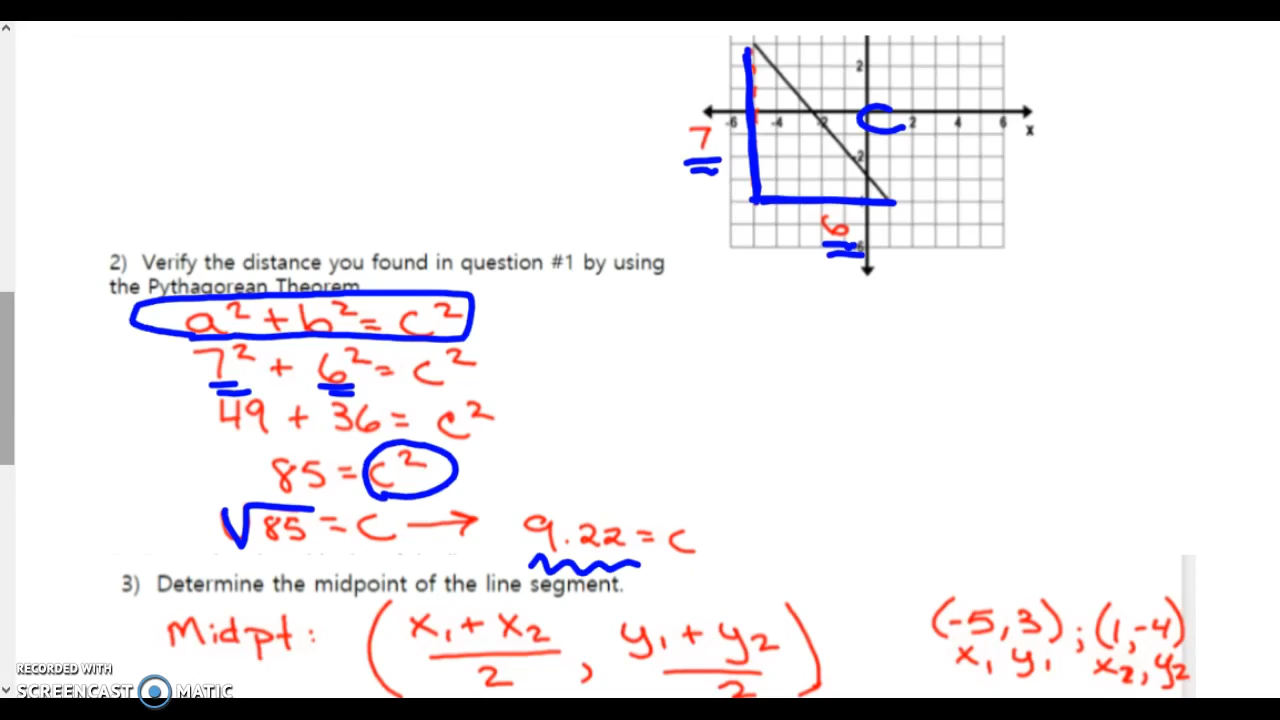 2
-6 -4 -2 2 4 6
x
C
7
-2
6
-6
2) Verify the distance you found in question #1 by using
the Pythagorean Theorem
a² + b² = c²
7² + 6² = c²
49 + 36 = c²
85 = c²
√85 = c → 9.22 = c
3) Determine the midpoint of the line segment.
Midpt: (x₁ + x₂ / 2 , y₁ + y₂ / 2) (-5, 3) ; (1, -4)
x₁ y₁ x₂, y₂
RECORDED WITH
SCREENCAST MATIC